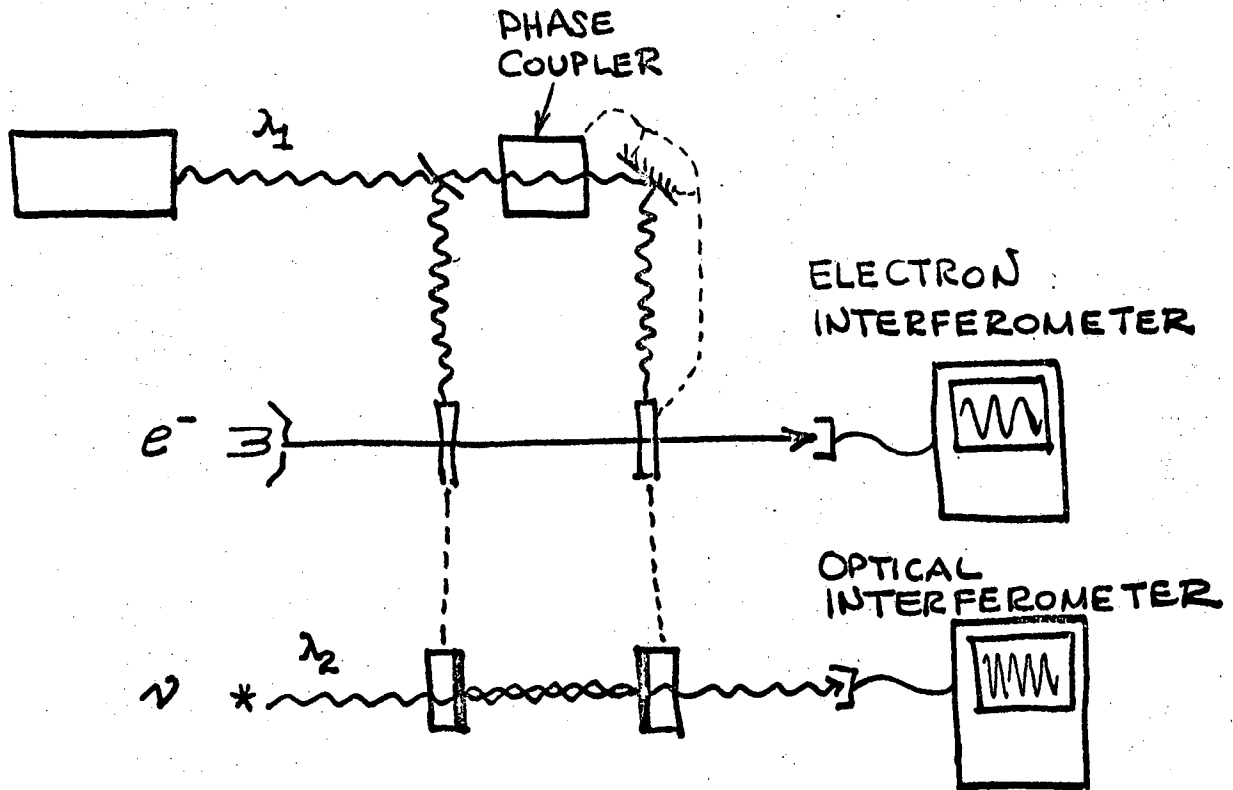 PHASE
COUPLER
λ1
ELECTRON
INTERFEROMETER
e⁻
OPTICAL
INTERFEROMETER
λ2
ν